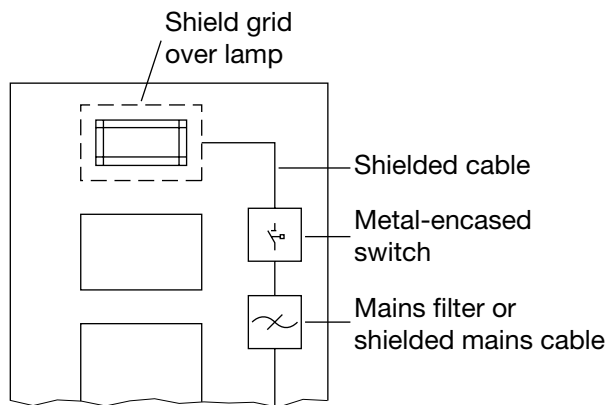 Shield grid
over lamp
Shielded cable
Metal-encased
switch
Mains filter or
shielded mains cable